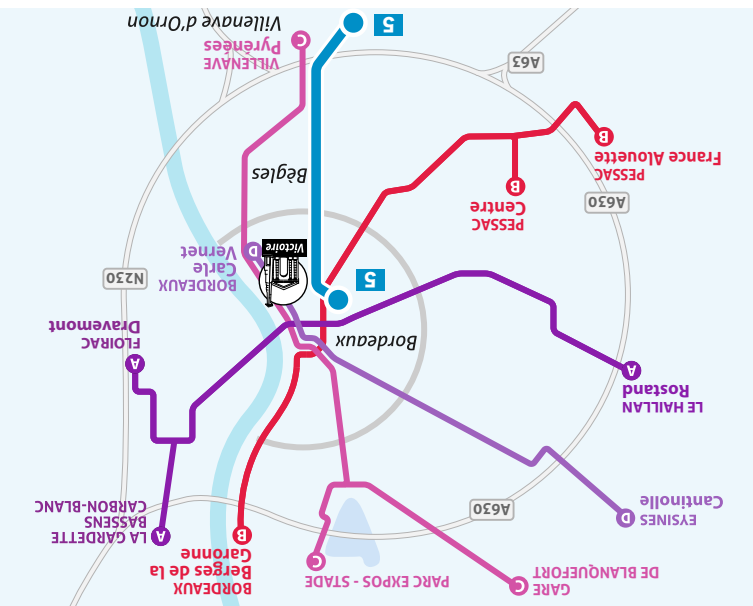 GARE
DE BLANQUEFORT
C
PARC EXPOS - STADE
C
BORDEAUX
Berges de la
Garonne
B
LA GARDETTE
BASSENS
CARBON-BLANC
A
EYSINES
Cantinolle
D
A630
LE HAILLAN
Rostand
A
FLOIRAC
Dravemont
A
Bordeaux
5
N230
BORDEAUX
Carle
Vernet
D
Victoire
A630
PESSAC
Centre
B
PESSAC
France Alouette
B
Bègles
A63
VILLENAVE
Pyrénées
C
5
Villenave d'Ornon